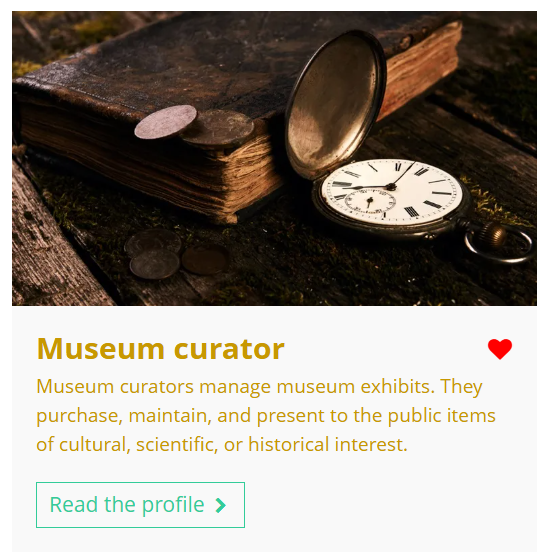 Museum curator
Museum curators manage museum exhibits. They
purchase, maintain, and present to the public items
of cultural, scientific, or historical interest.
Read the profile